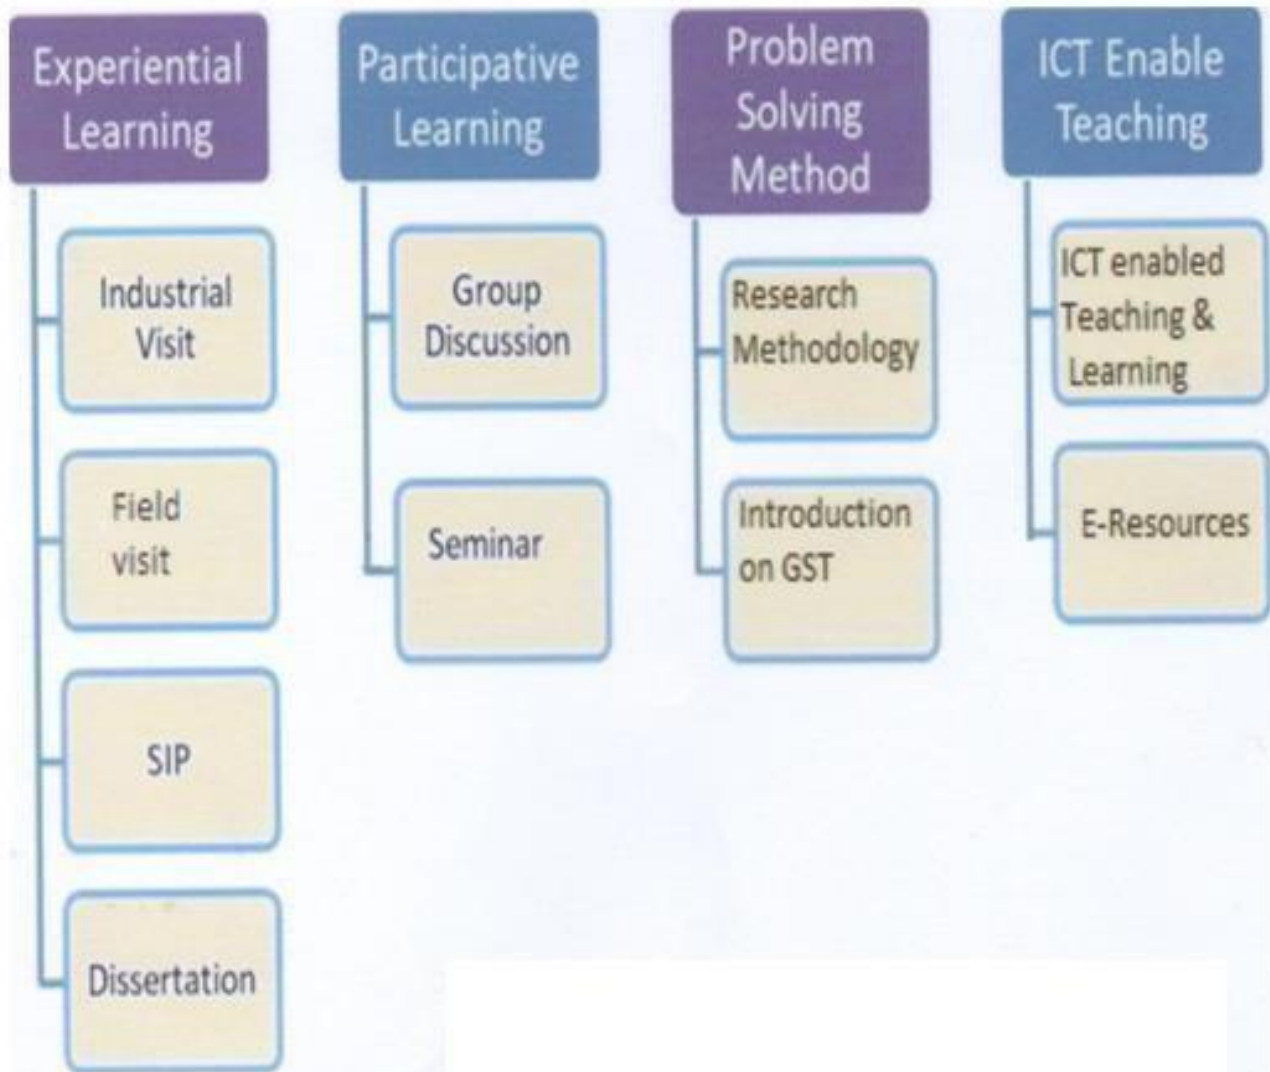 Experiential
Learning
Industrial
Visit
Field
visit
SIP
Dissertation
Participative
Learning
Group
Discussion
Seminar
Problem
Solving
Method
Research
Methodology
Introduction
on GST
ICT Enable
Teaching
ICT enabled
Teaching &
Learning
E-Resources